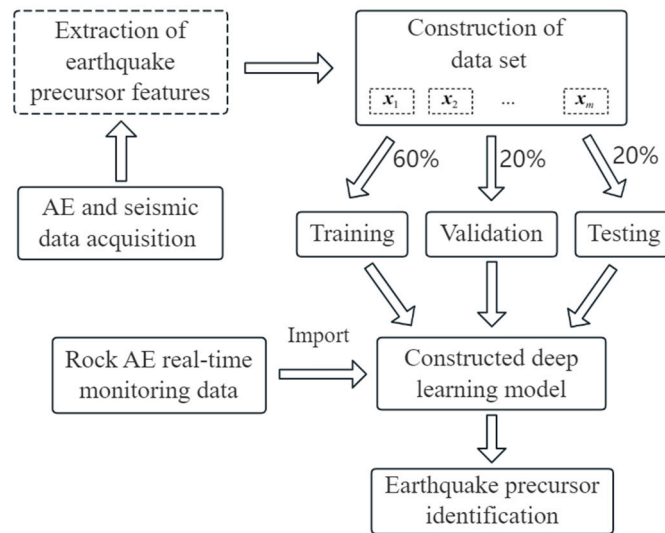 Extraction of
earthquake
precursor features
Construction of
data set
x1 x2 ... xm
60% 20% 20%
AE and seismic
data acquisition
Training Validation Testing
Import
Rock AE real-time
monitoring data
Constructed deep
learning model
Earthquake precursor
identification